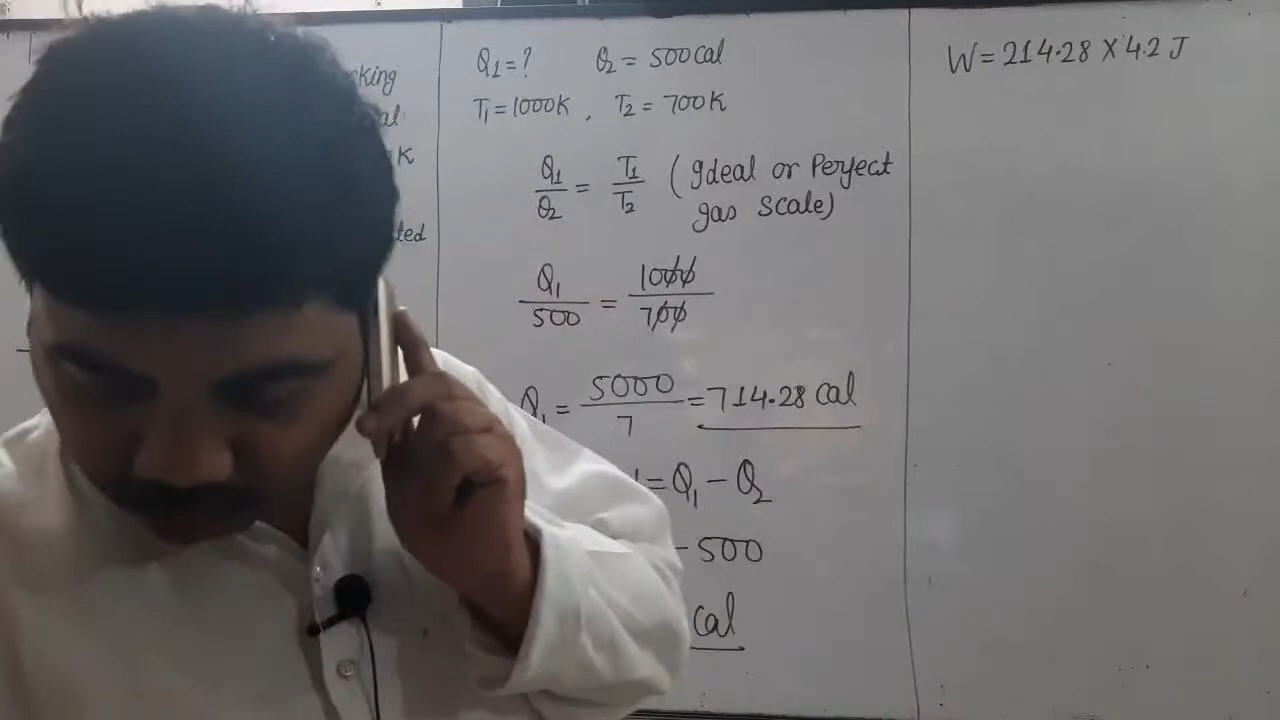 king
al
K
ted
Q1 = ? Q2 = 500 Cal
T1 = 1000K , T2 = 700K
Q1/Q2 = T1/T2 (Ideal or Perfect
gas Scale)
Q1/500 = 1000/700
Q1 = 5000/7 = 714.28 Cal
= Q1 - Q2
- 500
Cal
W = 214.28 X 4.2 J